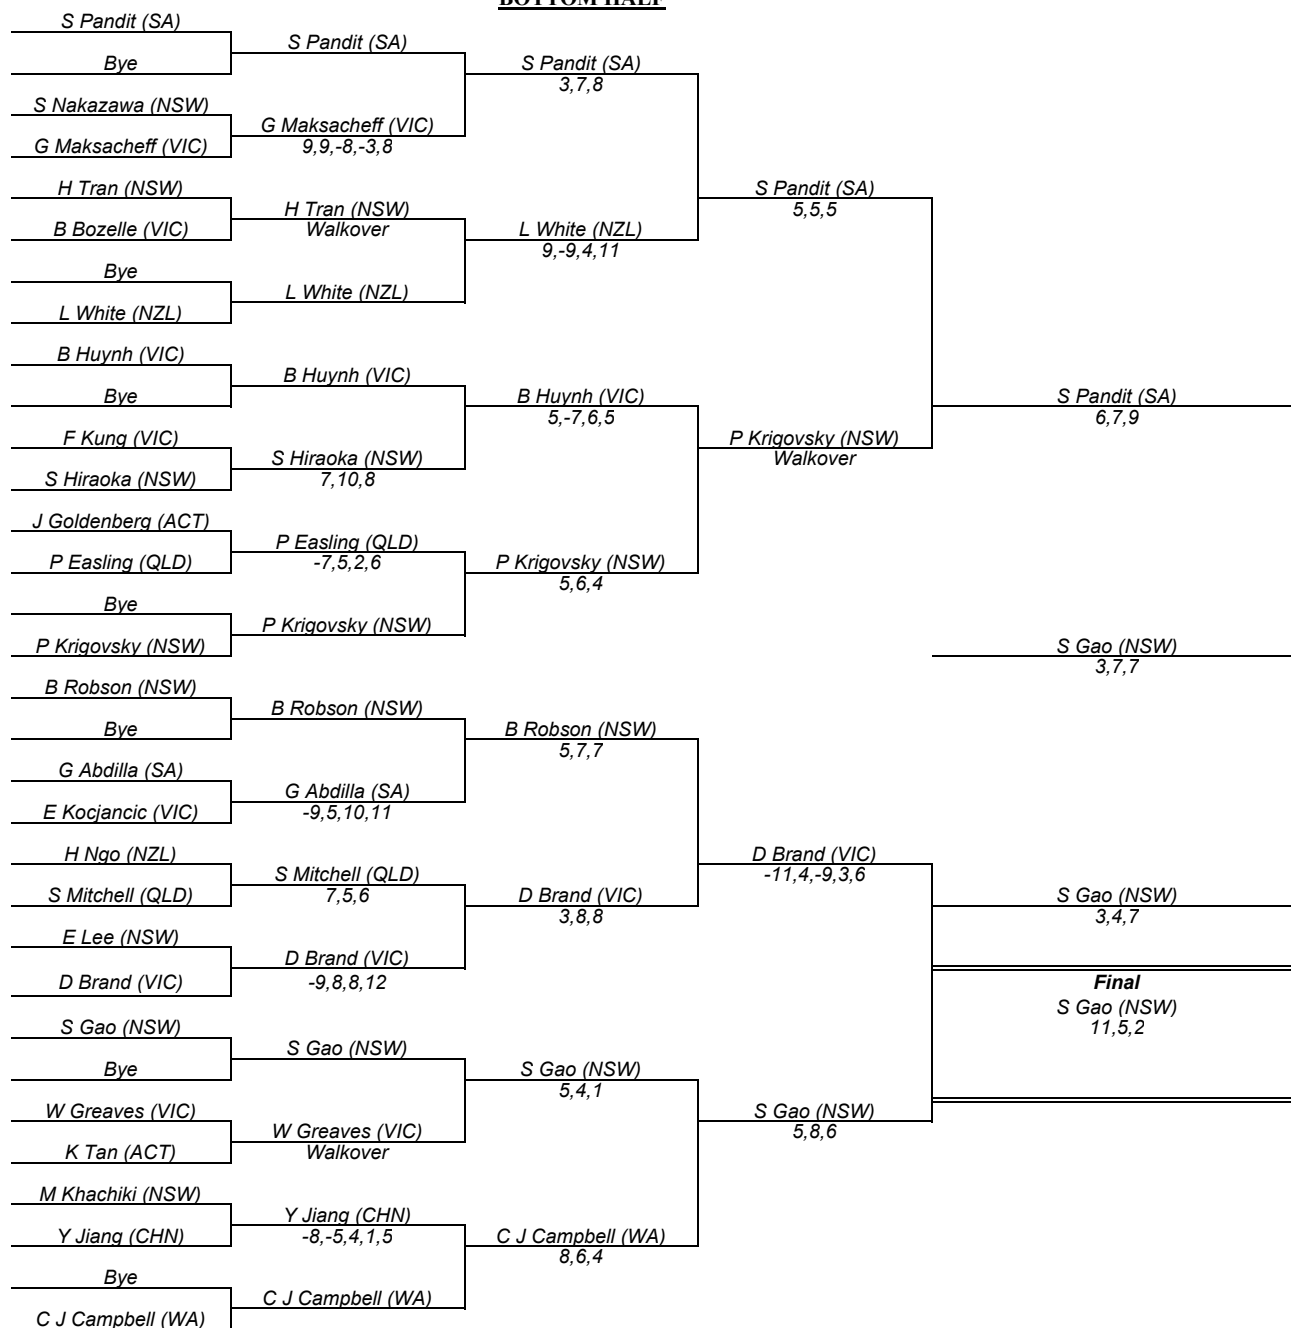 BOTTOM HALF
S Pandit (SA)
Bye
S Nakazawa (NSW)
G Maksacheff (VIC)
H Tran (NSW)
B Bozelle (VIC)
Bye
L White (NZL)
B Huynh (VIC)
Bye
F Kung (VIC)
S Hiraoka (NSW)
J Goldenberg (ACT)
P Easling (QLD)
Bye
P Krigovsky (NSW)
B Robson (NSW)
Bye
G Abdilla (SA)
E Kocjancic (VIC)
H Ngo (NZL)
S Mitchell (QLD)
E Lee (NSW)
D Brand (VIC)
S Gao (NSW)
Bye
W Greaves (VIC)
K Tan (ACT)
M Khachiki (NSW)
Y Jiang (CHN)
Bye
C J Campbell (WA)
S Pandit (SA)
G Maksacheff (VIC)
9,9,-8,-3,8
H Tran (NSW)
Walkover
L White (NZL)
B Huynh (VIC)
S Hiraoka (NSW)
7,10,8
P Easling (QLD)
-7,5,2,6
P Krigovsky (NSW)
B Robson (NSW)
G Abdilla (SA)
-9,5,10,11
S Mitchell (QLD)
7,5,6
D Brand (VIC)
-9,8,8,12
S Gao (NSW)
W Greaves (VIC)
Walkover
Y Jiang (CHN)
-8,-5,4,1,5
C J Campbell (WA)
S Pandit (SA)
3,7,8
L White (NZL)
9,-9,4,11
B Huynh (VIC)
5,-7,6,5
P Krigovsky (NSW)
5,6,4
B Robson (NSW)
5,7,7
D Brand (VIC)
3,8,8
S Gao (NSW)
5,4,1
C J Campbell (WA)
8,6,4
S Pandit (SA)
5,5,5
P Krigovsky (NSW)
Walkover
D Brand (VIC)
-11,4,-9,3,6
S Gao (NSW)
5,8,6
S Pandit (SA)
6,7,9
S Gao (NSW)
3,7,7
S Gao (NSW)
3,4,7
Final
S Gao (NSW)
11,5,2